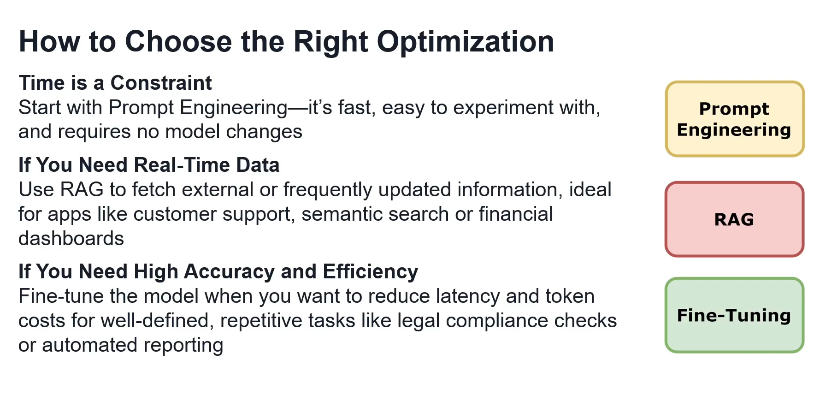 How to Choose the Right Optimization
Time is a Constraint
Start with Prompt Engineering—it’s fast, easy to experiment with,
and requires no model changes
If You Need Real-Time Data
Use RAG to fetch external or frequently updated information, ideal
for apps like customer support, semantic search or financial
dashboards
If You Need High Accuracy and Efficiency
Fine-tune the model when you want to reduce latency and token
costs for well-defined, repetitive tasks like legal compliance checks
or automated reporting
Prompt
Engineering
RAG
Fine-Tuning